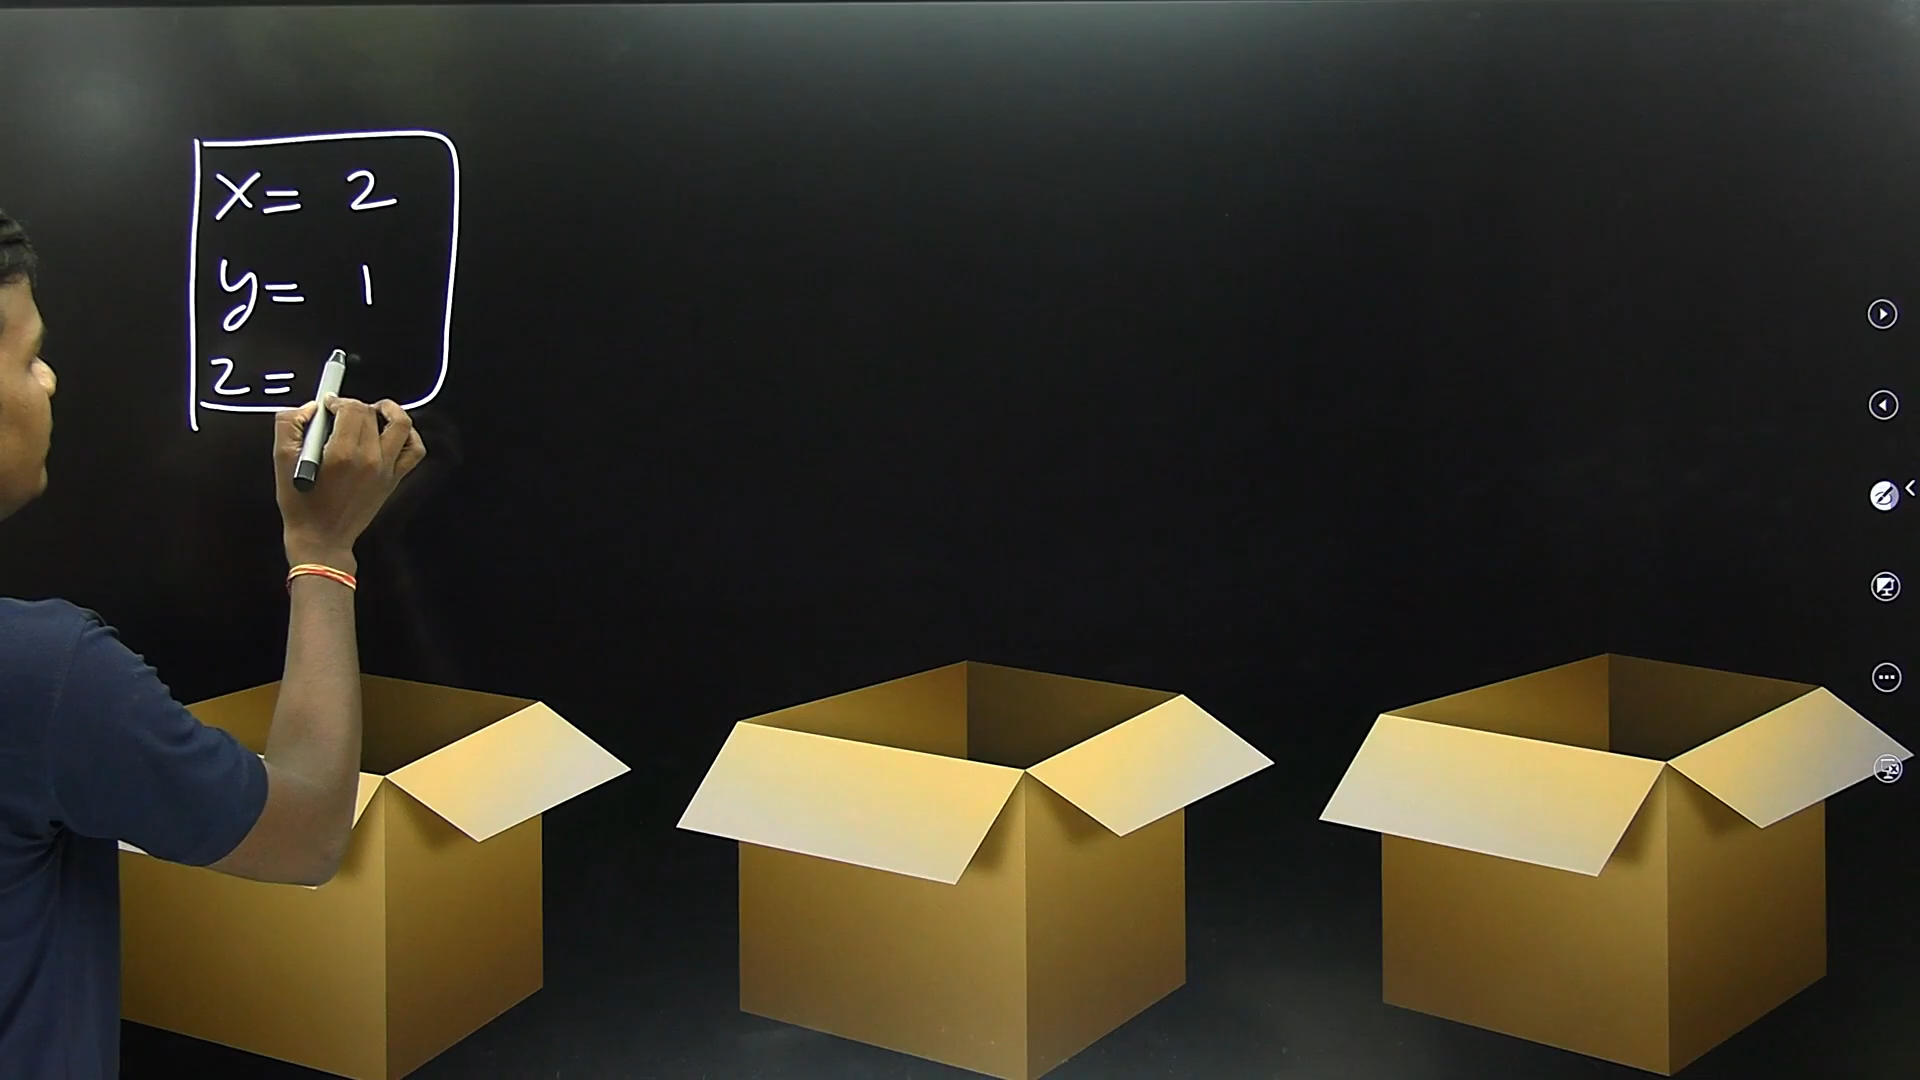 x= 2
y= 1
z=